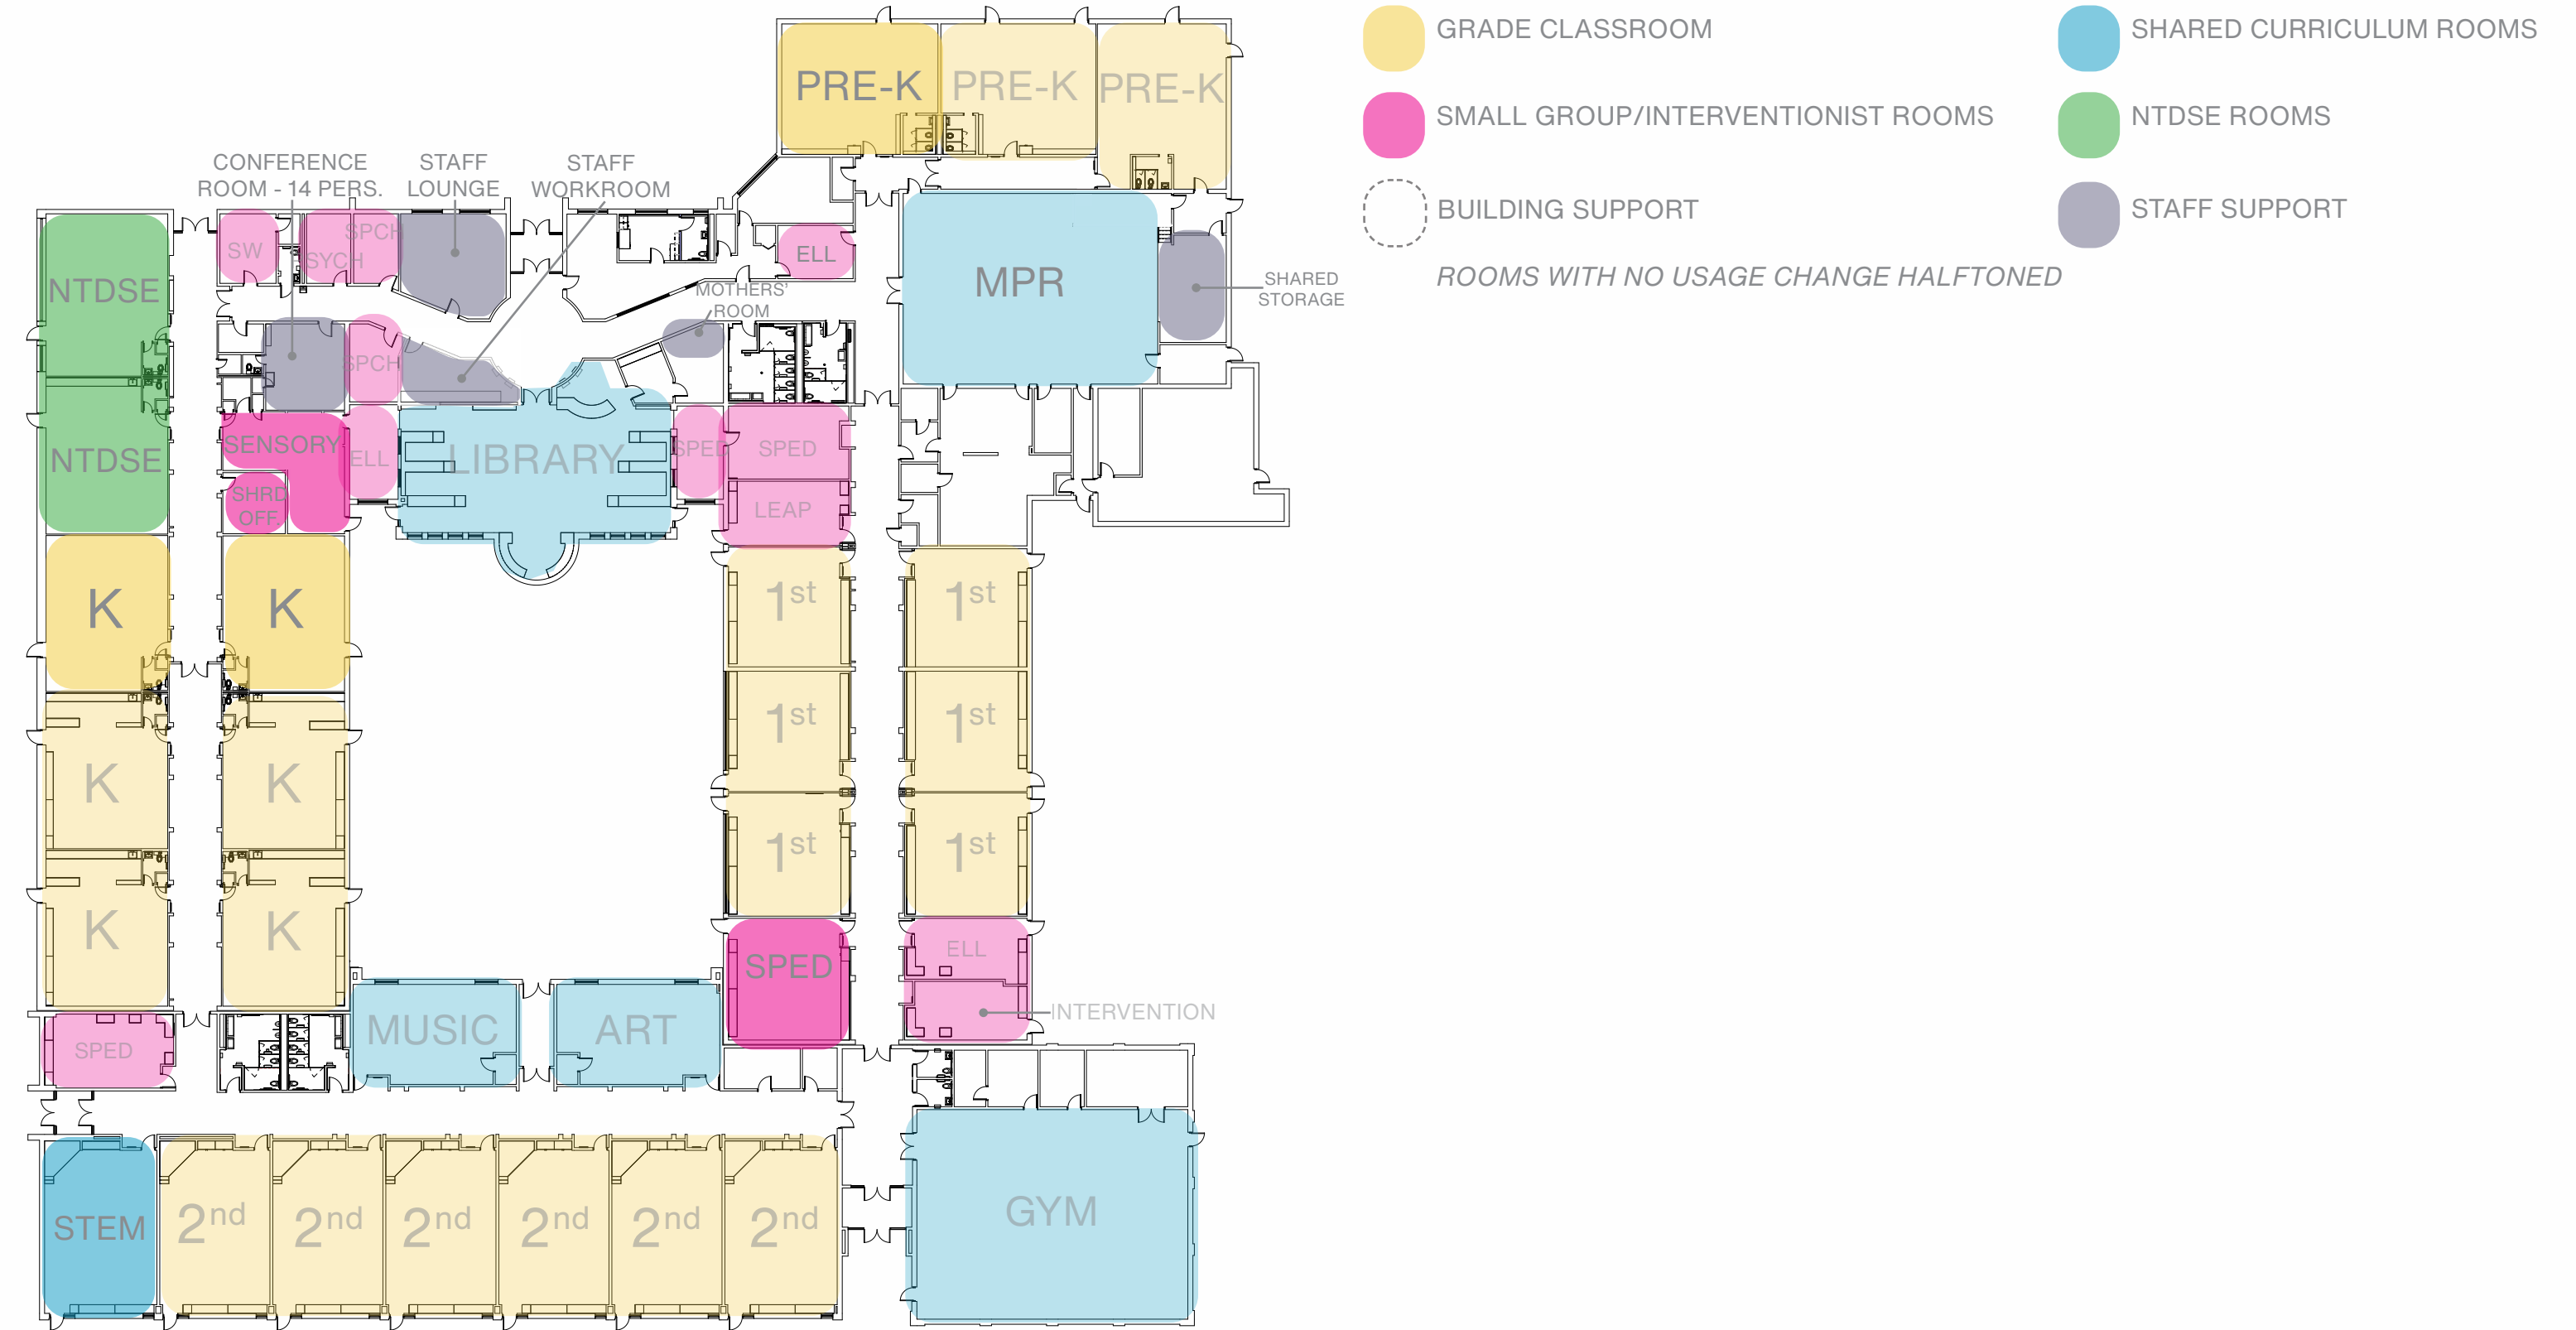 GRADE CLASSROOM
SHARED CURRICULUM ROOMS
SMALL GROUP/INTERVENTIONIST ROOMS
NTDSE ROOMS
BUILDING SUPPORT
STAFF SUPPORT
ROOMS WITH NO USAGE CHANGE HALFTONED
PRE-K
PRE-K
PRE-K
CONFERENCE
ROOM - 14 PERS.
STAFF
LOUNGE
STAFF
WORKROOM
NTDSE
SW
SPCH
SYCH
ELL
MPR
SHARED
STORAGE
MOTHERS'
ROOM
SPCH
NTDSE
SENSORY
ELL
LIBRARY
SPED
SPED
SHRD
OFF.
LEAP
K
K
1st
1st
1st
1st
K
K
1st
1st
K
K
SPED
ELL
INTERVENTION
SPED
MUSIC
ART
STEM
2nd
2nd
2nd
2nd
2nd
2nd
GYM